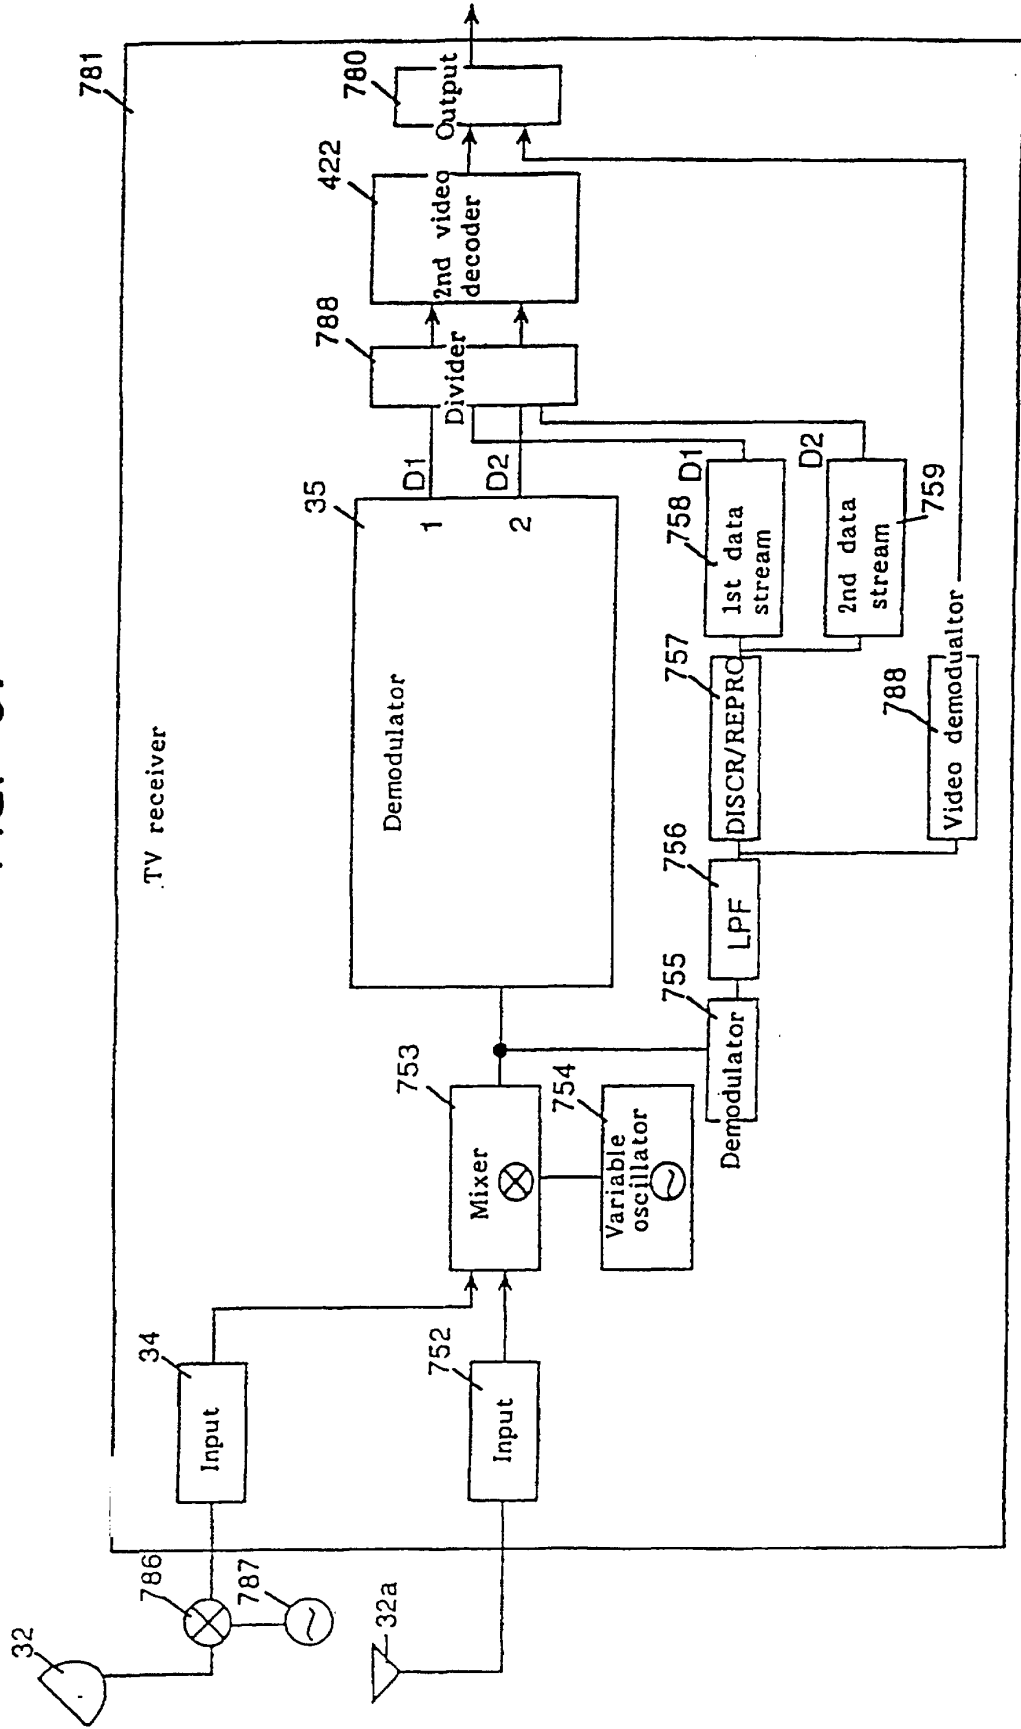 781
TV receiver
32
786
787
32a
34
Input
752
Input
753
Mixer
754
Variable
oscillator
35
Demodulator
1
2
D1
D2
788
Divider
422
2nd video
decoder
780
Output
755
Demodulator
756
LPF
757
DISCR/REPRO
758
1st data
stream
D1
759
2nd data
stream
D2
788
Video demodualtor